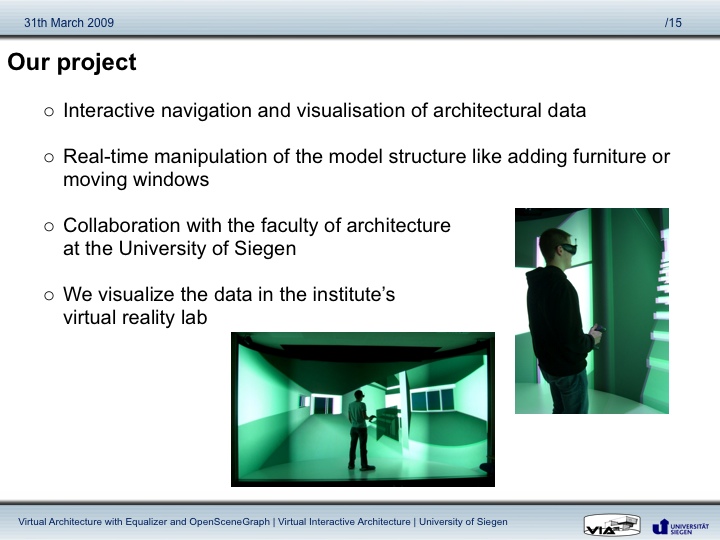 31th March 2009
/15
Our project
○ Interactive navigation and visualisation of architectural data
○ Real-time manipulation of the model structure like adding furniture or
moving windows
○ Collaboration with the faculty of architecture
at the University of Siegen
○ We visualize the data in the institute’s
virtual reality lab
Virtual Architecture with Equalizer and OpenSceneGraph | Virtual Interactive Architecture | University of Siegen
VIA
UNIVERSITÄT
SIEGEN